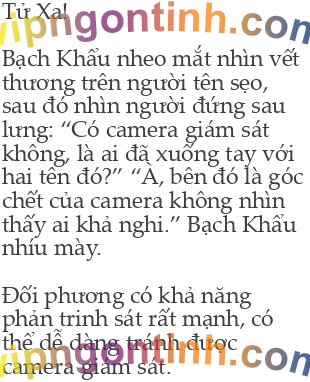 Tử Xạ!
vipngontinh.com
Bạch Khẩu nheo mắt nhìn vết
thương trên người tên sẹo,
sau đó nhìn người đứng sau
lưng: “Có camera giám sát
không, là ai đã xuống tay với
hai tên đó?” “À, bên đó là góc
chết của camera không nhìn
thấy ai khả nghi.” Bạch Khẩu
nhíu mày.
Đối phương có khả năng
phản trinh sát rất mạnh, có
thể dễ dàng tránh được
camera giám sát.
vipngontinh.com